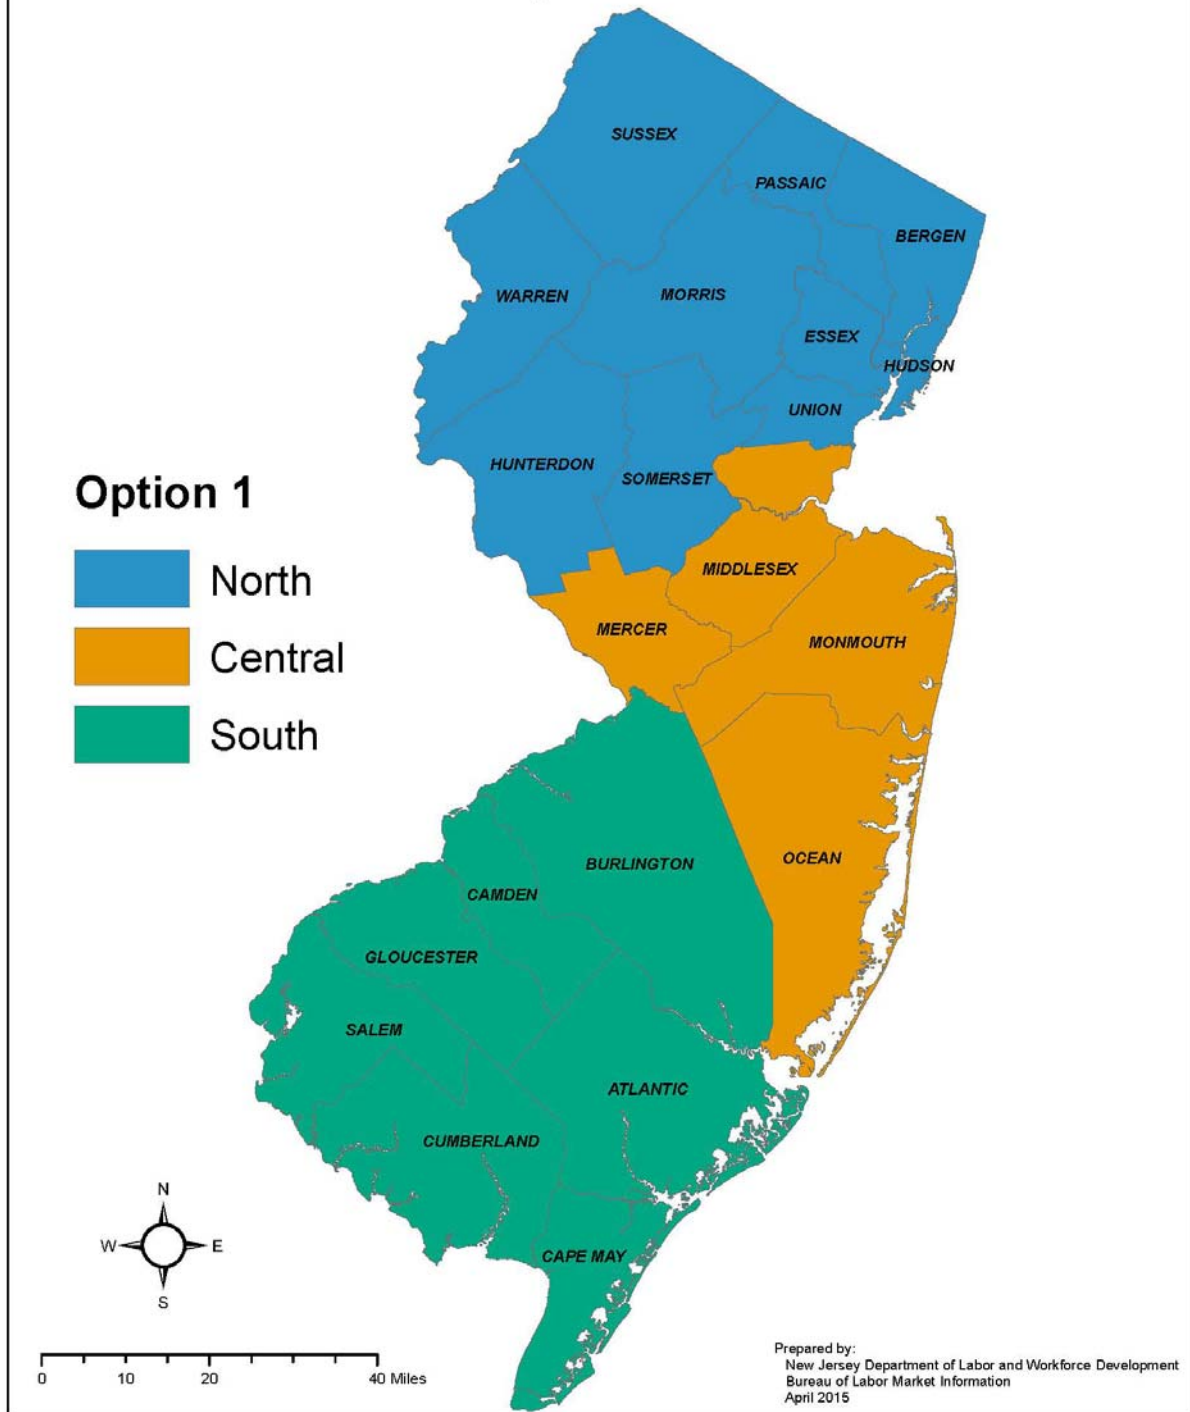 SUSSEX
PASSAIC
BERGEN
WARREN
MORRIS
ESSEX
HUDSON
UNION
HUNTERDON
SOMERSET
Option 1
North
Central
South
MIDDLESEX
MERCER
MONMOUTH
OCEAN
BURLINGTON
CAMDEN
GLOUCESTER
SALEM
ATLANTIC
CUMBERLAND
CAPE MAY
N
W E
S
0 10 20 40 Miles
Prepared by:
New Jersey Department of Labor and Workforce Development
Bureau of Labor Market Information
April 2015